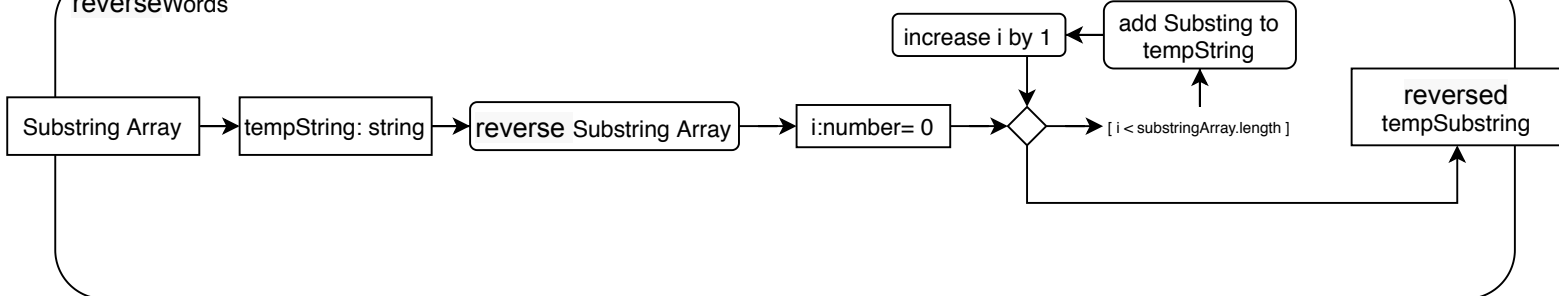 reverseWords
increase i by 1
add Substing to
tempString
Substring Array
tempString: string
reverse Substring Array
i:number= 0
[ i < substringArray.length ]
reversed
tempSubstring